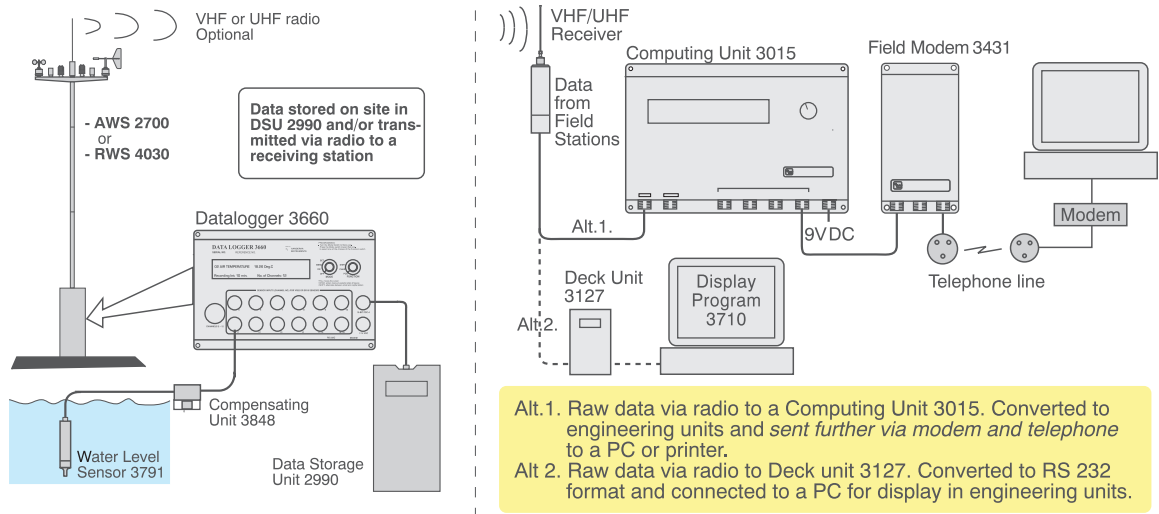 VHF or UHF radio
Optional
- AWS 2700
or
- RWS 4030
Data stored on site in
DSU 2990 and/or trans-
mitted via radio to a
receiving station
Datalogger 3660
DATA LOGGER 3660
Compensating
Unit 3848
Water Level
Sensor 3791
Data Storage
Unit 2990
VHF/UHF
Receiver
Computing Unit 3015
Field Modem 3431
Data
from
Field
Stations
Alt.1.
9V DC
Modem
Telephone line
Deck Unit
3127
Alt.2.
Display
Program
3710
Alt.1. Raw data via radio to a Computing Unit 3015. Converted to
engineering units and sent further via modem and telephone
to a PC or printer.
Alt 2. Raw data via radio to Deck unit 3127. Converted to RS 232
format and connected to a PC for display in engineering units.